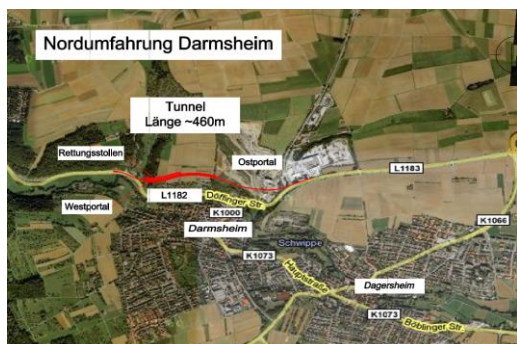 Nordumfahrung Darmsheim
Tunnel
Länge ~460m
Rettungsstollen
Ostportal
L1183
Westportal
L1182
Döffinger Str.
K1000
K1066
Darmsheim
Schwippe
K1073
Hauptstraße
Dagersheim
K1073
Böblinger Str.